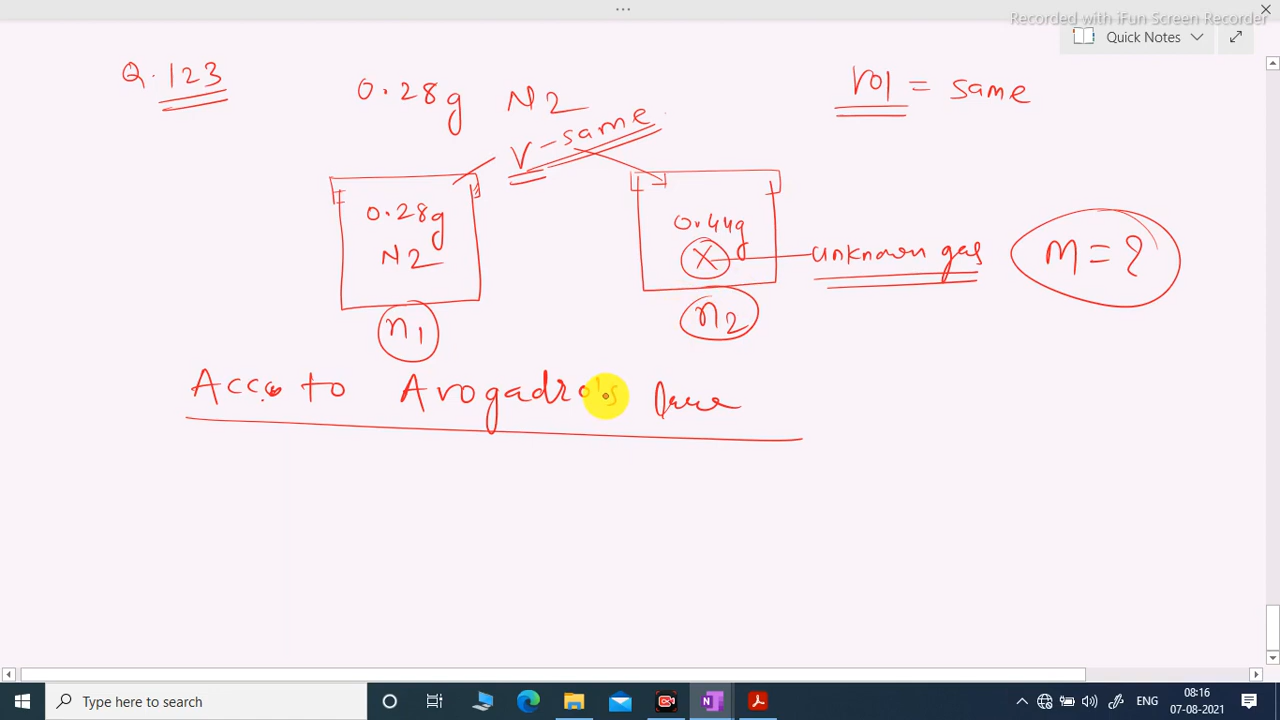 Recorded with iFun Screen Recorder
Quick Notes
Q.123
0.28g N2
Vol = same
V-same
0.28g
N2
0.44g
X
unknown gas
M = ?
n1
n2
Acco to Avogadro's law
Type here to search
ENG
08:16
07-08-2021